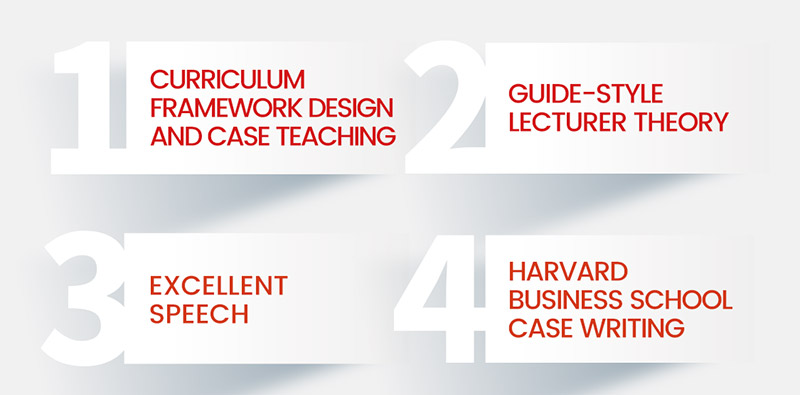 1
CURRICULUM
FRAMEWORK DESIGN
AND CASE TEACHING
2
GUIDE-STYLE
LECTURER THEORY
3
EXCELLENT
SPEECH
4
HARVARD
BUSINESS SCHOOL
CASE WRITING